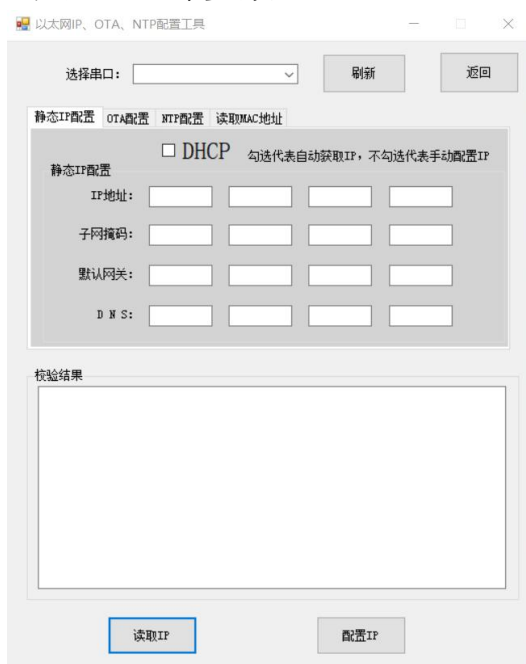 以太网IP、OTA、NTP配置工具
选择串口: 刷新 返回
静态IP配置 OTA配置 NTP配置 读取MAC地址
DHCP 勾选代表自动获取IP，不勾选代表手动配置IP
静态IP配置
IP地址:
子网掩码:
默认网关:
D N S:
校验结果
读取IP 配置IP